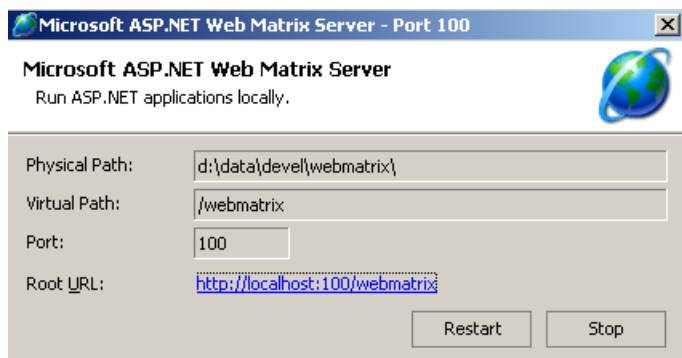 Microsoft ASP.NET Web Matrix Server - Port 100
Microsoft ASP.NET Web Matrix Server
Run ASP.NET applications locally.
Physical Path: d:\data\devel\webmatrix\
Virtual Path: /webmatrix
Port: 100
Root URL: http://localhost:100/webmatrix
Restart Stop